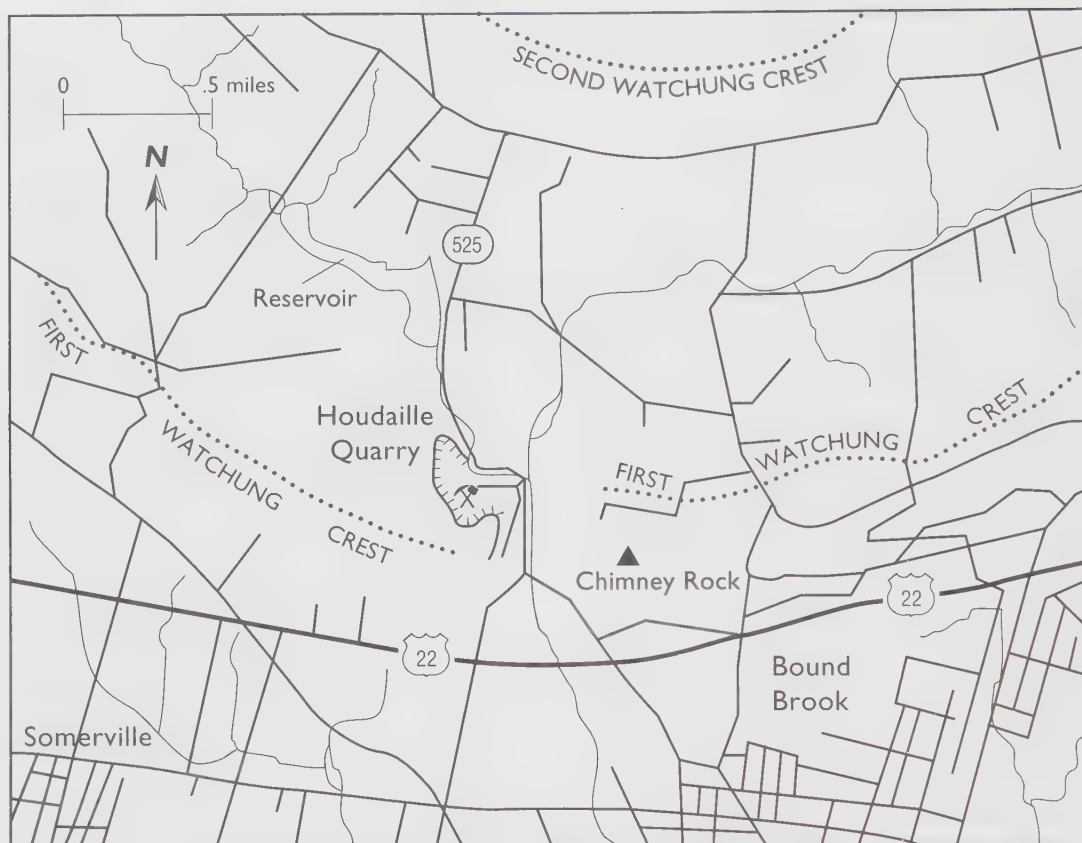 SECOND WATCHUNG CREST
0 .5 miles
N
525
Reservoir
FIRST
WATCHUNG
CREST
Houdaille
Quarry
FIRST
WATCHUNG
CREST
Chimney Rock
22
22
Bound
Brook
Somerville